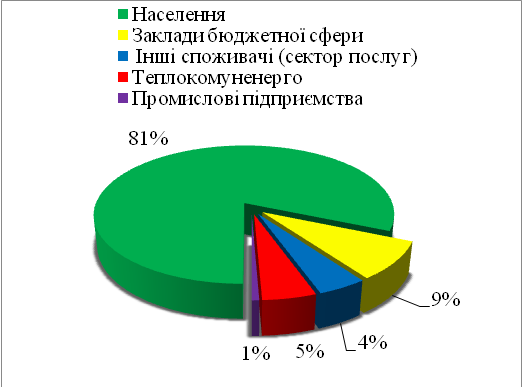 Населення
Заклади бюджетної сфери
Інші споживачі (сектор послуг)
Теплокомуненерго
Промислові підприємства
81%
9%
4%
5%
1%